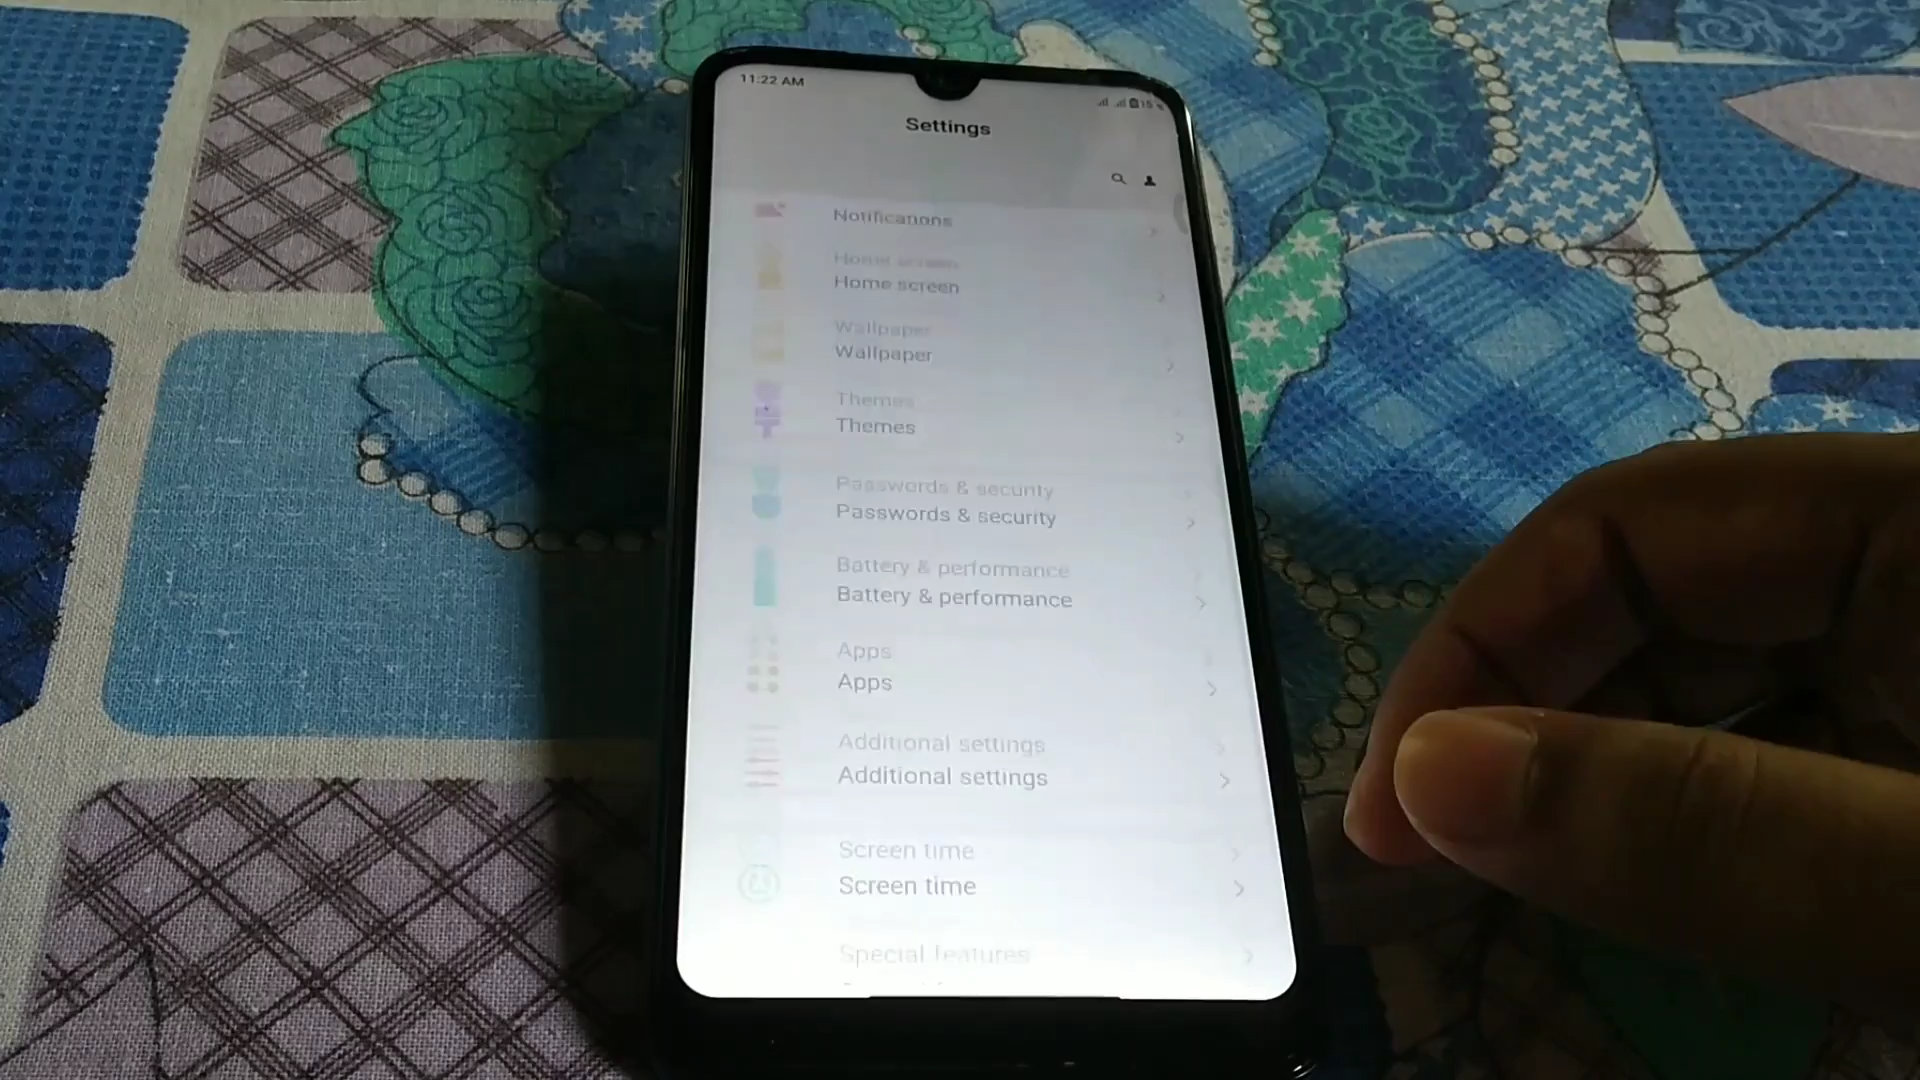 11:22 AM
15
Settings
Notifications
Home screen
Home screen
Wallpaper
Wallpaper
Themes
Themes
Passwords & security
Passwords & security
Battery & performance
Battery & performance
Apps
Apps
Additional settings
Additional settings
Screen time
Screen time
Special features